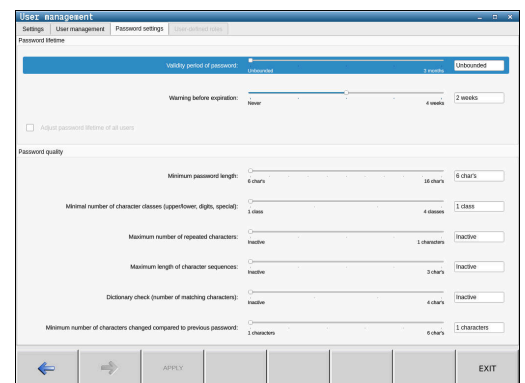 User management
Settings User management Password settings User-defined roles
Password lifetime
Validity period of password: Unbounded 3 months Unbounded
Warning before expiration: Never 4 weeks 2 weeks
Adjust password lifetime of all users
Password quality
Minimum password length: 6 char's 16 char's 6 char's
Minimal number of character classes (upper/lower, digits, special): 1 class 4 classes 1 class
Maximum number of repeated characters: Inactive 1 characters Inactive
Maximum length of character sequences: Inactive 3 char's Inactive
Dictionary check (number of matching characters): Inactive 4 char's Inactive
Minimum number of characters changed compared to previous password: 1 characters 6 char's 1 characters
APPLY EXIT